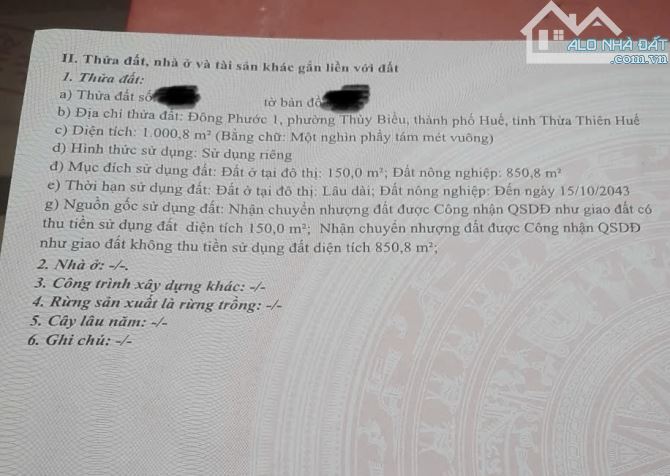 ALO NHÀ ĐẤT
.com.vn
II. Thửa đất, nhà ở và tài sản khác gắn liền với đất
1. Thửa đất:
a) Thửa đất số tờ bản đồ
b) Địa chỉ thửa đất: Đông Phước 1, phường Thủy Biều, thành phố Huế, tỉnh Thừa Thiên Huế
c) Diện tích: 1.000,8 m² (Bằng chữ: Một nghìn phẩy tám mét vuông)
d) Hình thức sử dụng: Sử dụng riêng
đ) Mục đích sử dụng đất: Đất ở tại đô thị: 150,0 m²; Đất nông nghiệp: 850,8 m²
e) Thời hạn sử dụng đất: Đất ở tại đô thị: Lâu dài; Đất nông nghiệp: Đến ngày 15/10/2043
g) Nguồn gốc sử dụng đất: Nhận chuyển nhượng đất được Công nhận QSDĐ như giao đất có
thu tiền sử dụng đất diện tích 150,0 m²; Nhận chuyển nhượng đất được Công nhận QSDĐ
như giao đất không thu tiền sử dụng đất diện tích 850,8 m²;
2. Nhà ở: -/-.
3. Công trình xây dựng khác: -/-
4. Rừng sản xuất là rừng trồng: -/-
5. Cây lâu năm: -/-
6. Ghi chú: -/-